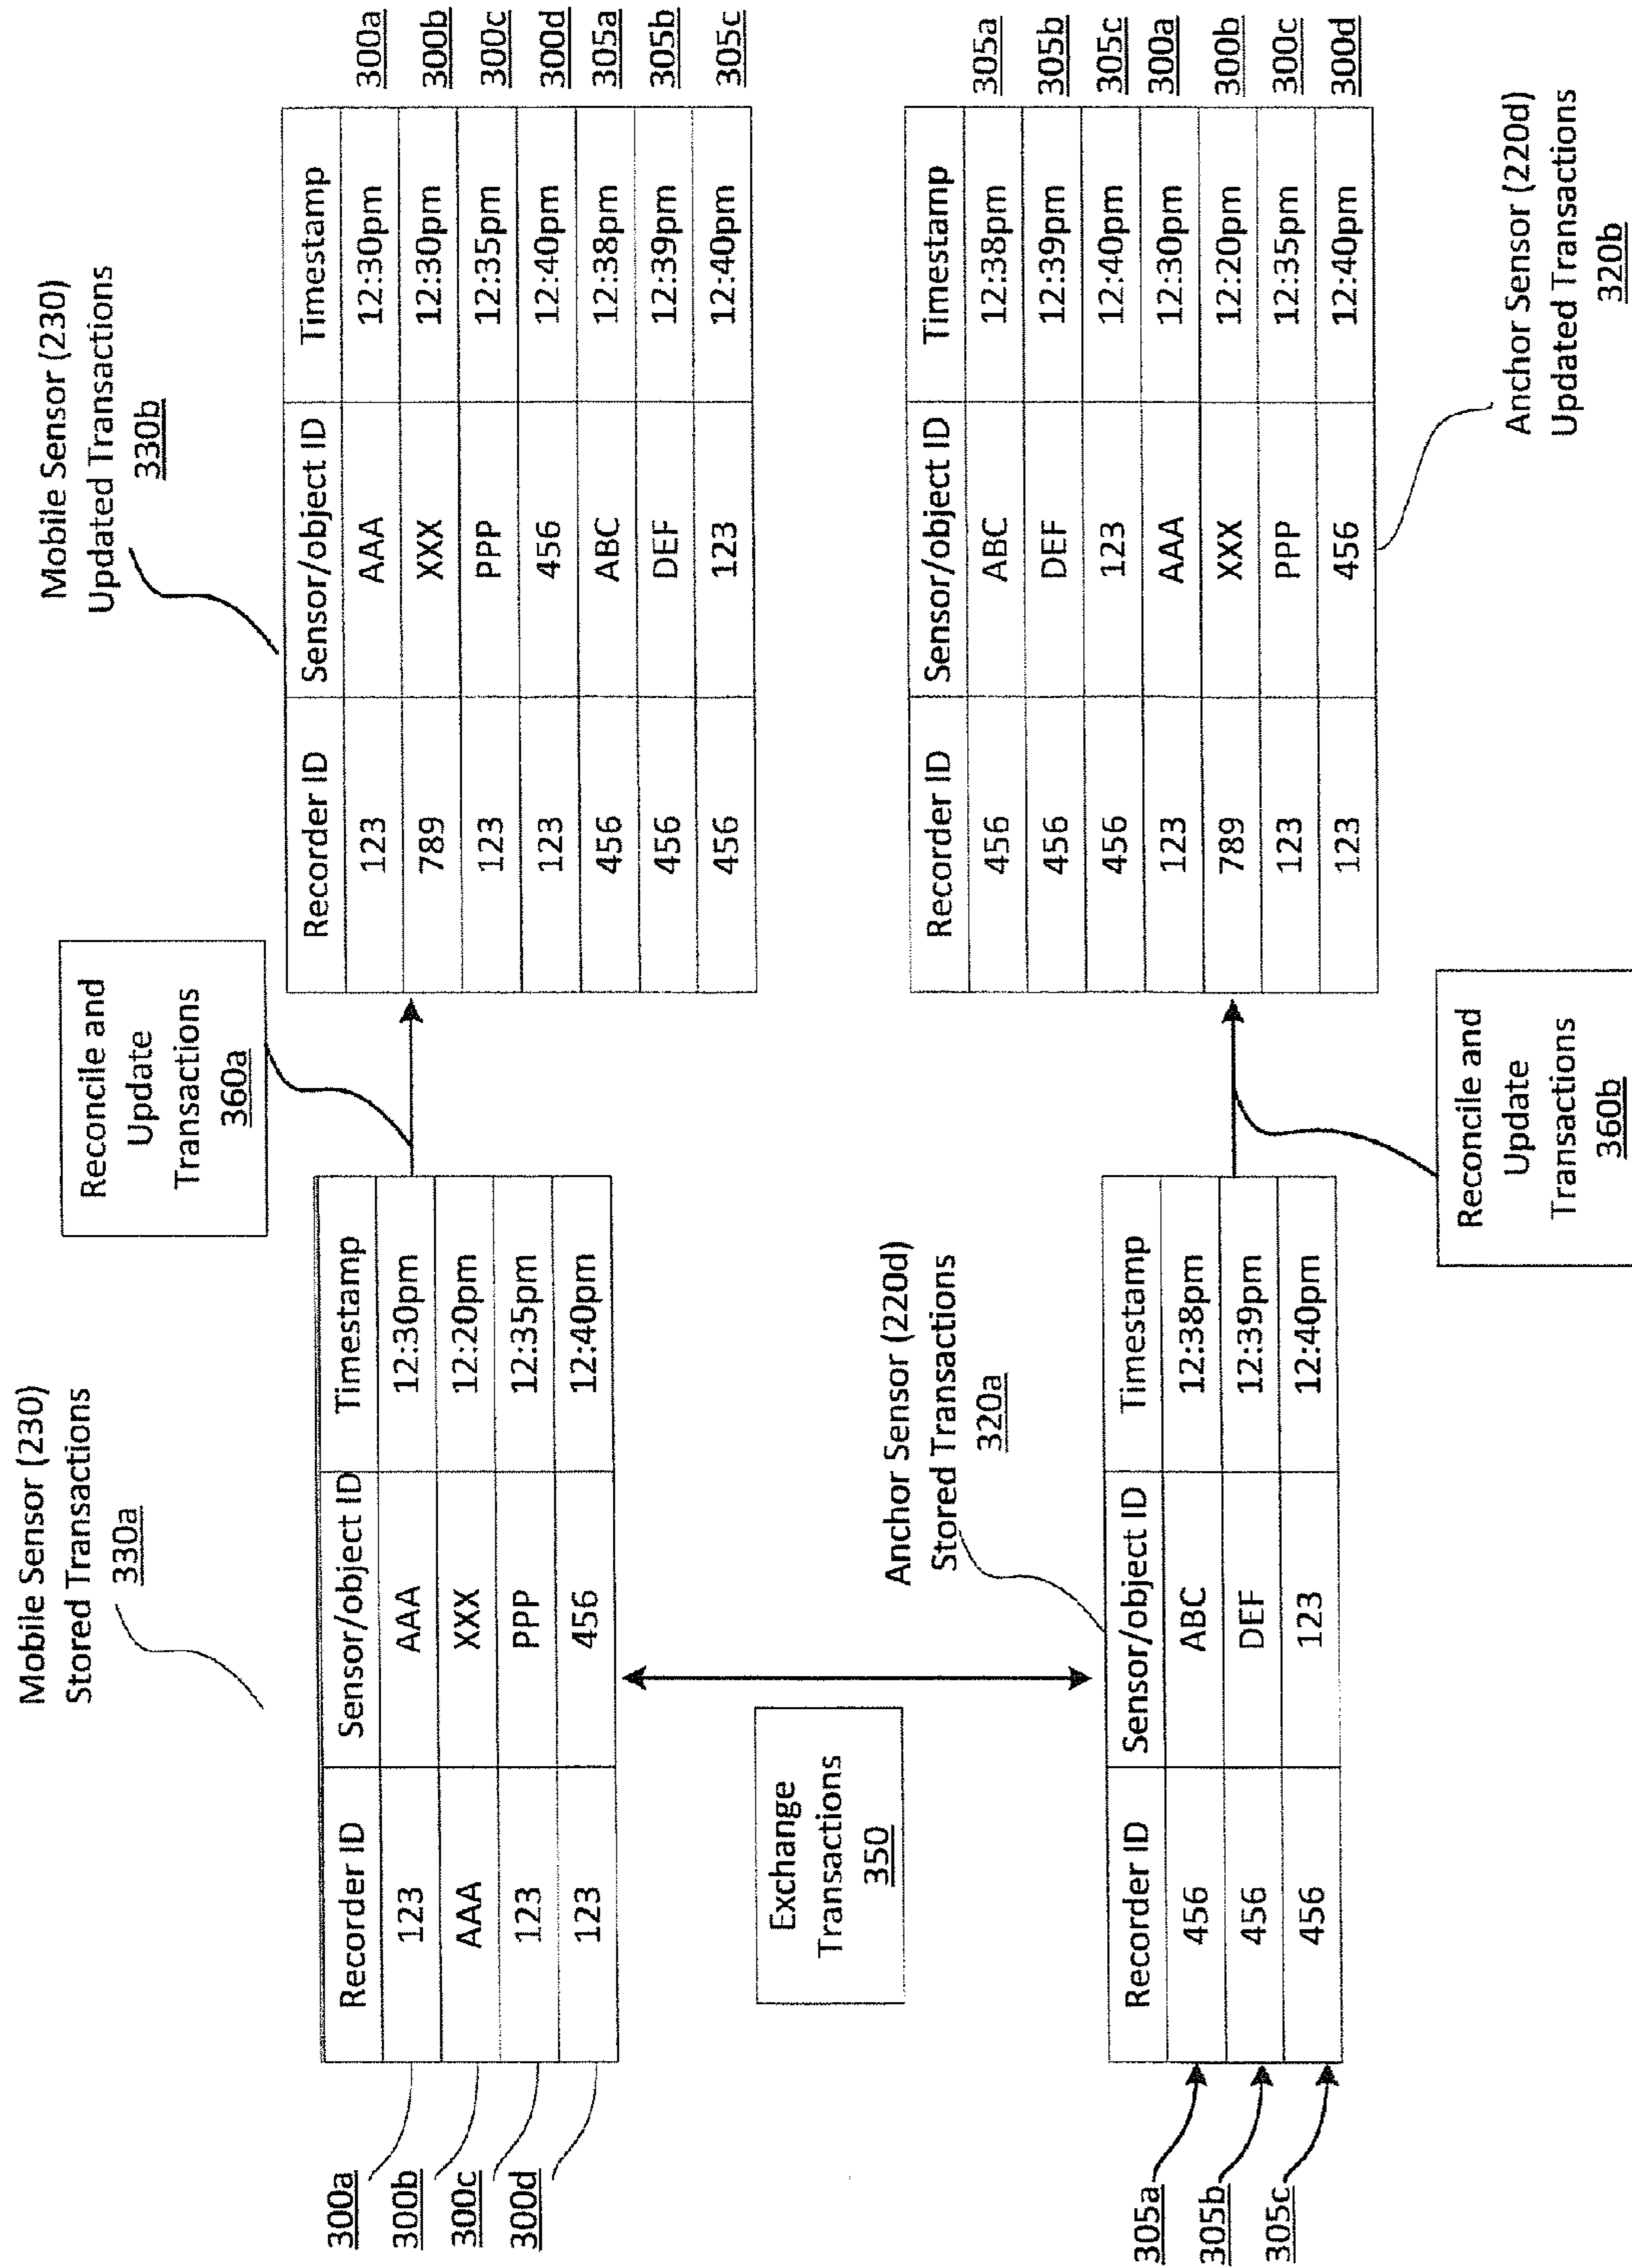 Mobile Sensor (230)
Stored Transactions
330a
Recorder ID Sensor/object ID Timestamp
300a 123 AAA 12:30pm
300b AAA XXX 12:20pm
300c 123 PPP 12:35pm
300d 123 456 12:40pm
Reconcile and
Update
Transactions
360a
Mobile Sensor (230)
Updated Transactions
330b
Recorder ID Sensor/object ID Timestamp
123 AAA 12:30pm 300a
789 XXX 12:30pm 300b
123 PPP 12:35pm 300c
123 456 12:40pm 300d
456 ABC 12:38pm 305a
456 DEF 12:39pm 305b
456 123 12:40pm 305c
Exchange
Transactions
350
Anchor Sensor (220d)
Stored Transactions
320a
Recorder ID Sensor/object ID Timestamp
305a 456 ABC 12:38pm
305b 456 DEF 12:39pm
305c 456 123 12:40pm
Reconcile and
Update
Transactions
360b
Recorder ID Sensor/object ID Timestamp
456 ABC 12:38pm 305a
456 DEF 12:39pm 305b
456 123 12:40pm 305c
123 AAA 12:30pm 300a
789 XXX 12:20pm 300b
123 PPP 12:35pm 300c
123 456 12:40pm 300d
Anchor Sensor (220d)
Updated Transactions
320b